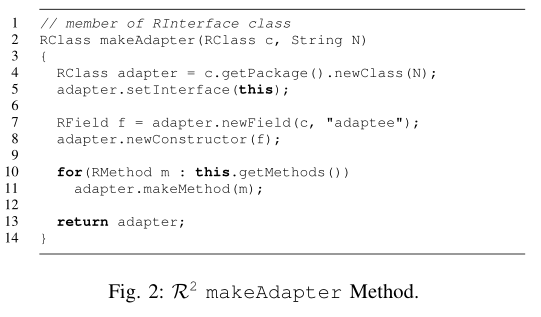 1 // member of RInterface class
2 RClass makeAdapter(RClass c, String N)
3 {
4 RClass adapter = c.getPackage().newClass(N);
5 adapter.setInterface(this);
6
7 RField f = adapter.newField(c, "adaptee");
8 adapter.newConstructor(f);
9
10 for(RMethod m : this.getMethods())
11 adapter.makeMethod(m);
12
13 return adapter;
14 }
Fig. 2: ℛ² makeAdapter Method.